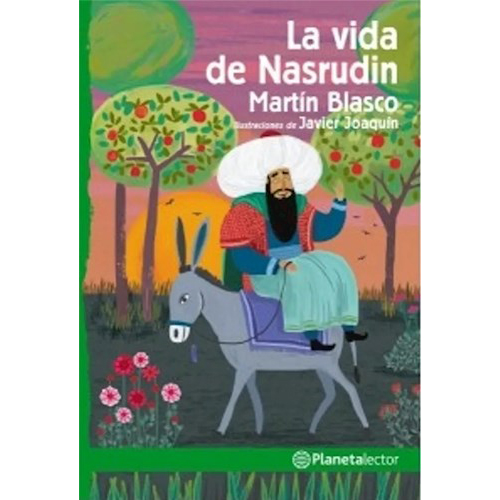 La vida
de Nasrudin
Martín Blasco
Ilustraciones de Javier Joaquín
Planetalector